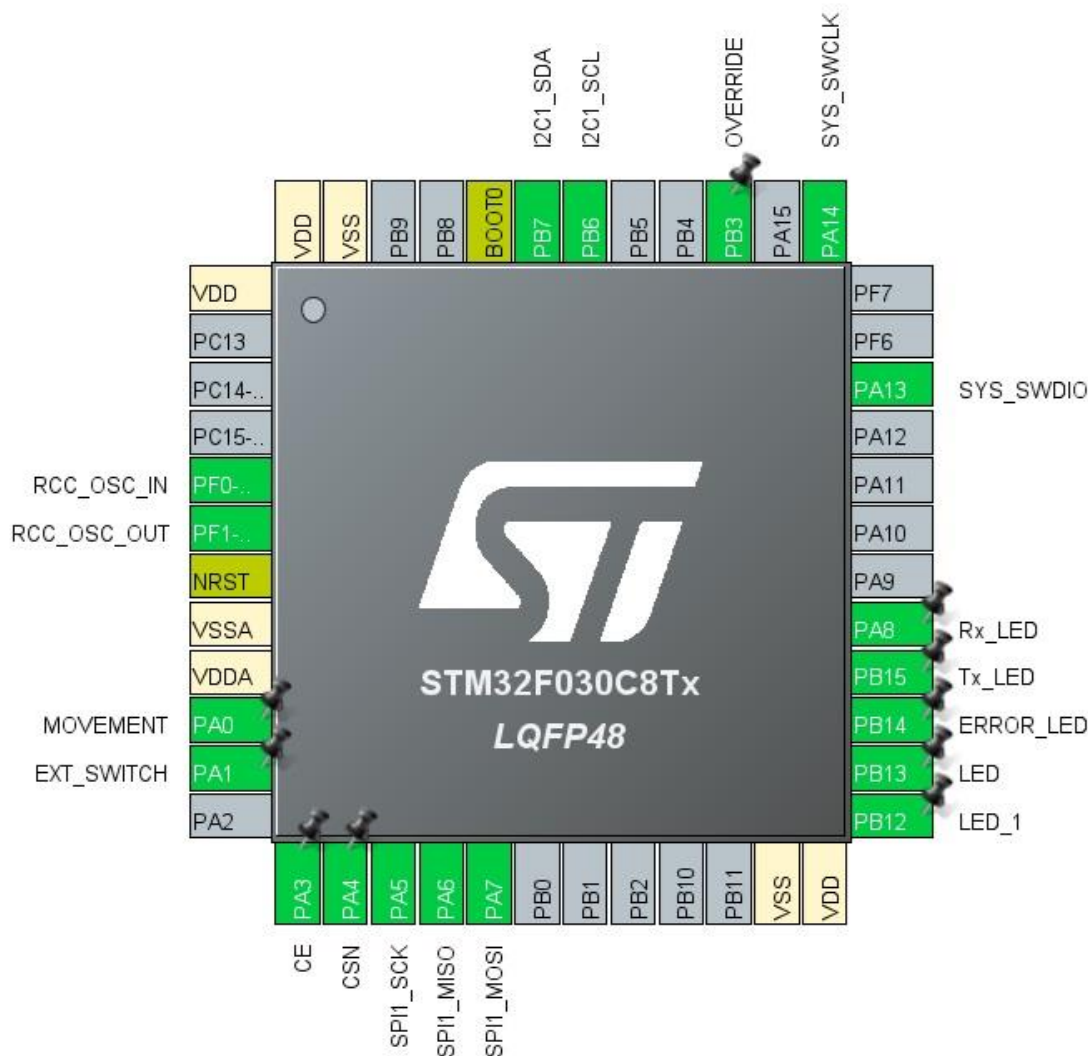 I2C1_SDA
I2C1_SCL
OVERRIDE
SYS_SWCLK
VDD
VSS
PB9
PB8
BOOT0
PB7
PB6
PB5
PB4
PB3
PA15
PA14
VDD
PC13
PC14-..
PC15-..
RCC_OSC_IN PF0-..
RCC_OSC_OUT PF1-..
NRST
VSSA
VDDA
MOVEMENT PA0
EXT_SWITCH PA1
PA2
ST
STM32F030C8Tx
LQFP48
PF7
PF6
PA13 SYS_SWDIO
PA12
PA11
PA10
PA9
PA8 Rx_LED
PB15 Tx_LED
PB14 ERROR_LED
PB13 LED
PB12 LED_1
PA3
PA4
PA5
PA6
PA7
PB0
PB1
PB2
PB10
PB11
VSS
VDD
CE
CSN
SPI1_SCK
SPI1_MISO
SPI1_MOSI